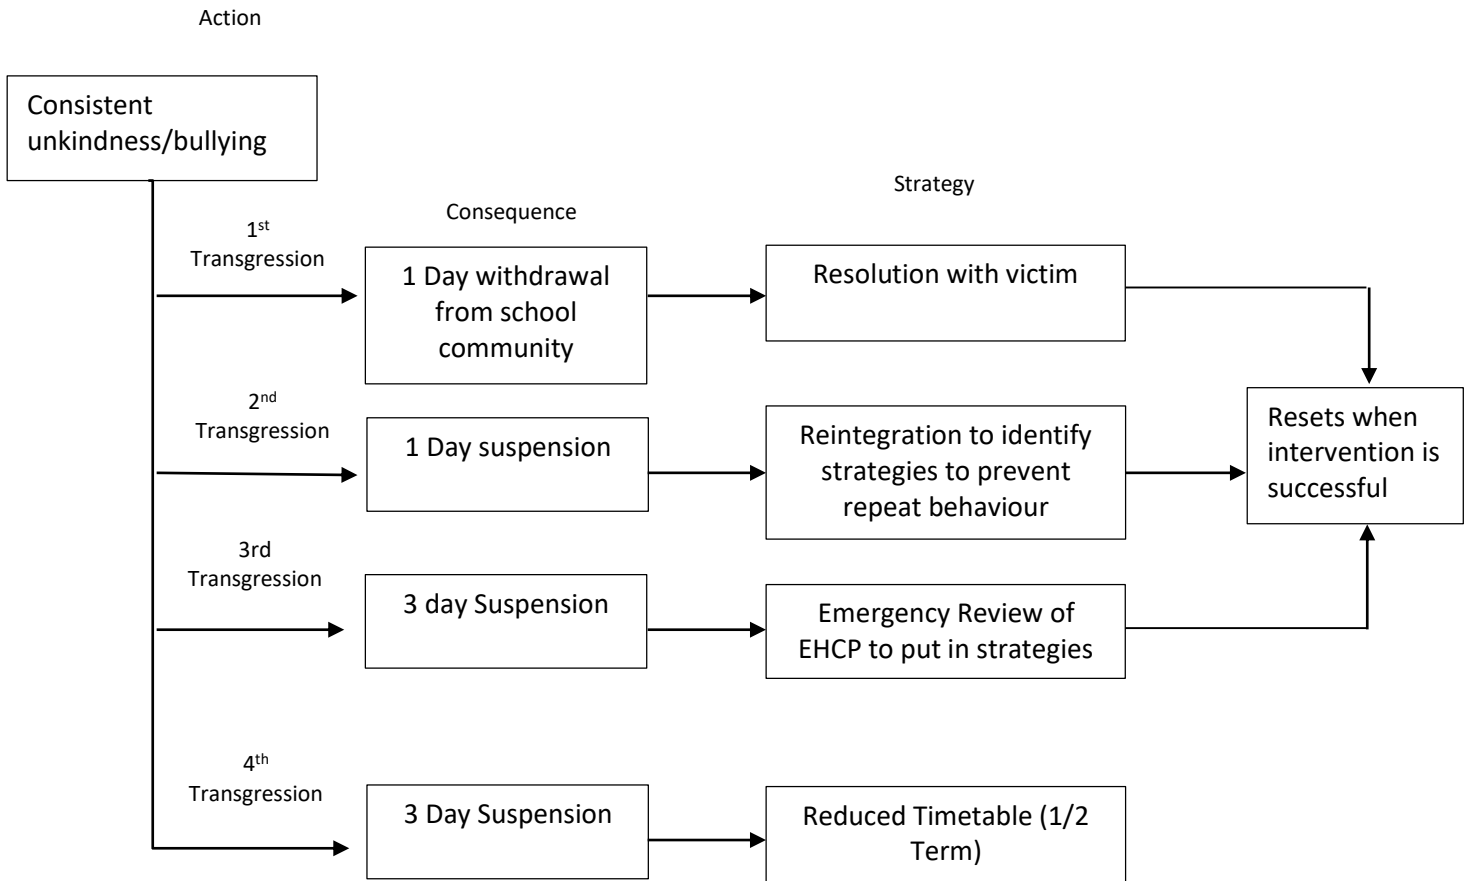 Action
Consistent
unkindness/bullying
Strategy
Consequence
1st
Transgression
1 Day withdrawal
from school
community
Resolution with victim
2nd
Transgression
1 Day suspension
Reintegration to identify
strategies to prevent
repeat behaviour
Resets when
intervention is
successful
3rd
Transgression
3 day Suspension
Emergency Review of
EHCP to put in strategies
4th
Transgression
3 Day Suspension
Reduced Timetable (1/2
Term)